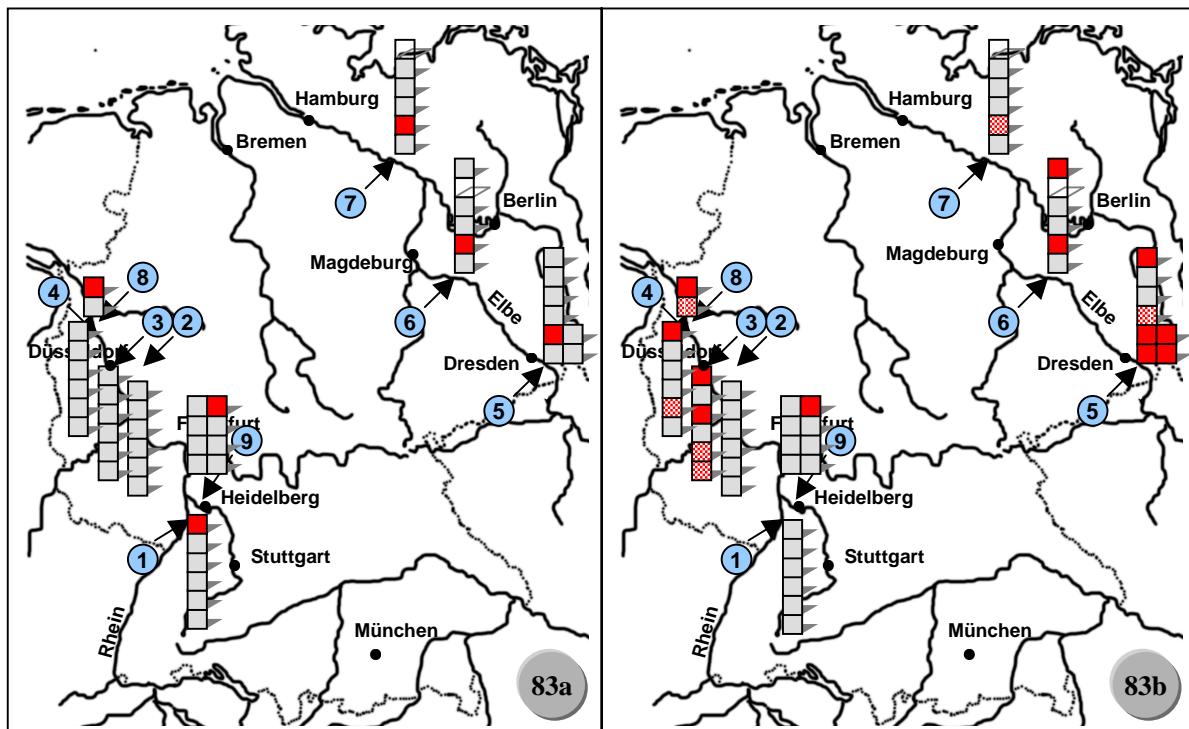 Hamburg
Bremen
7
Berlin
Magdeburg
4
8
6
Elbe
3
2
Dresden
5
9
Heidelberg
1
Stuttgart
Rhein
München
83a
Hamburg
Bremen
7
Berlin
Magdeburg
4
8
6
Elbe
3
2
Dresden
5
9
Heidelberg
1
Stuttgart
Rhein
München
83b